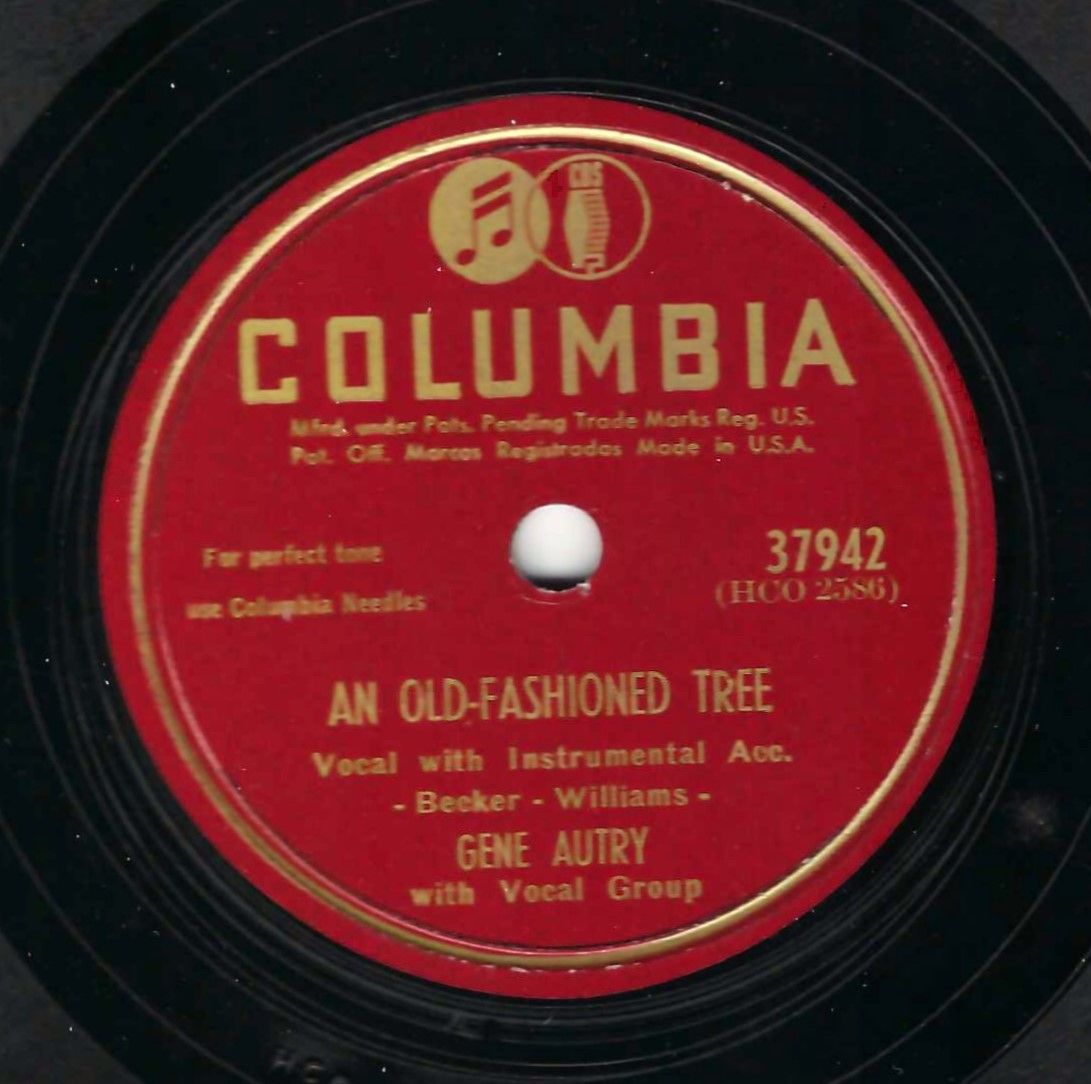 CBS
COLUMBIA
Mfrd. under Pats. Pending Trade Marks Reg. U.S.
Pat. Off. Marcas Registradas Made in U.S.A.
For perfect tone
use Columbia Needles
37942
(HCO 2586)
AN OLD-FASHIONED TREE
Vocal with Instrumental Acc.
- Becker - Williams -
GENE AUTRY
with Vocal Group